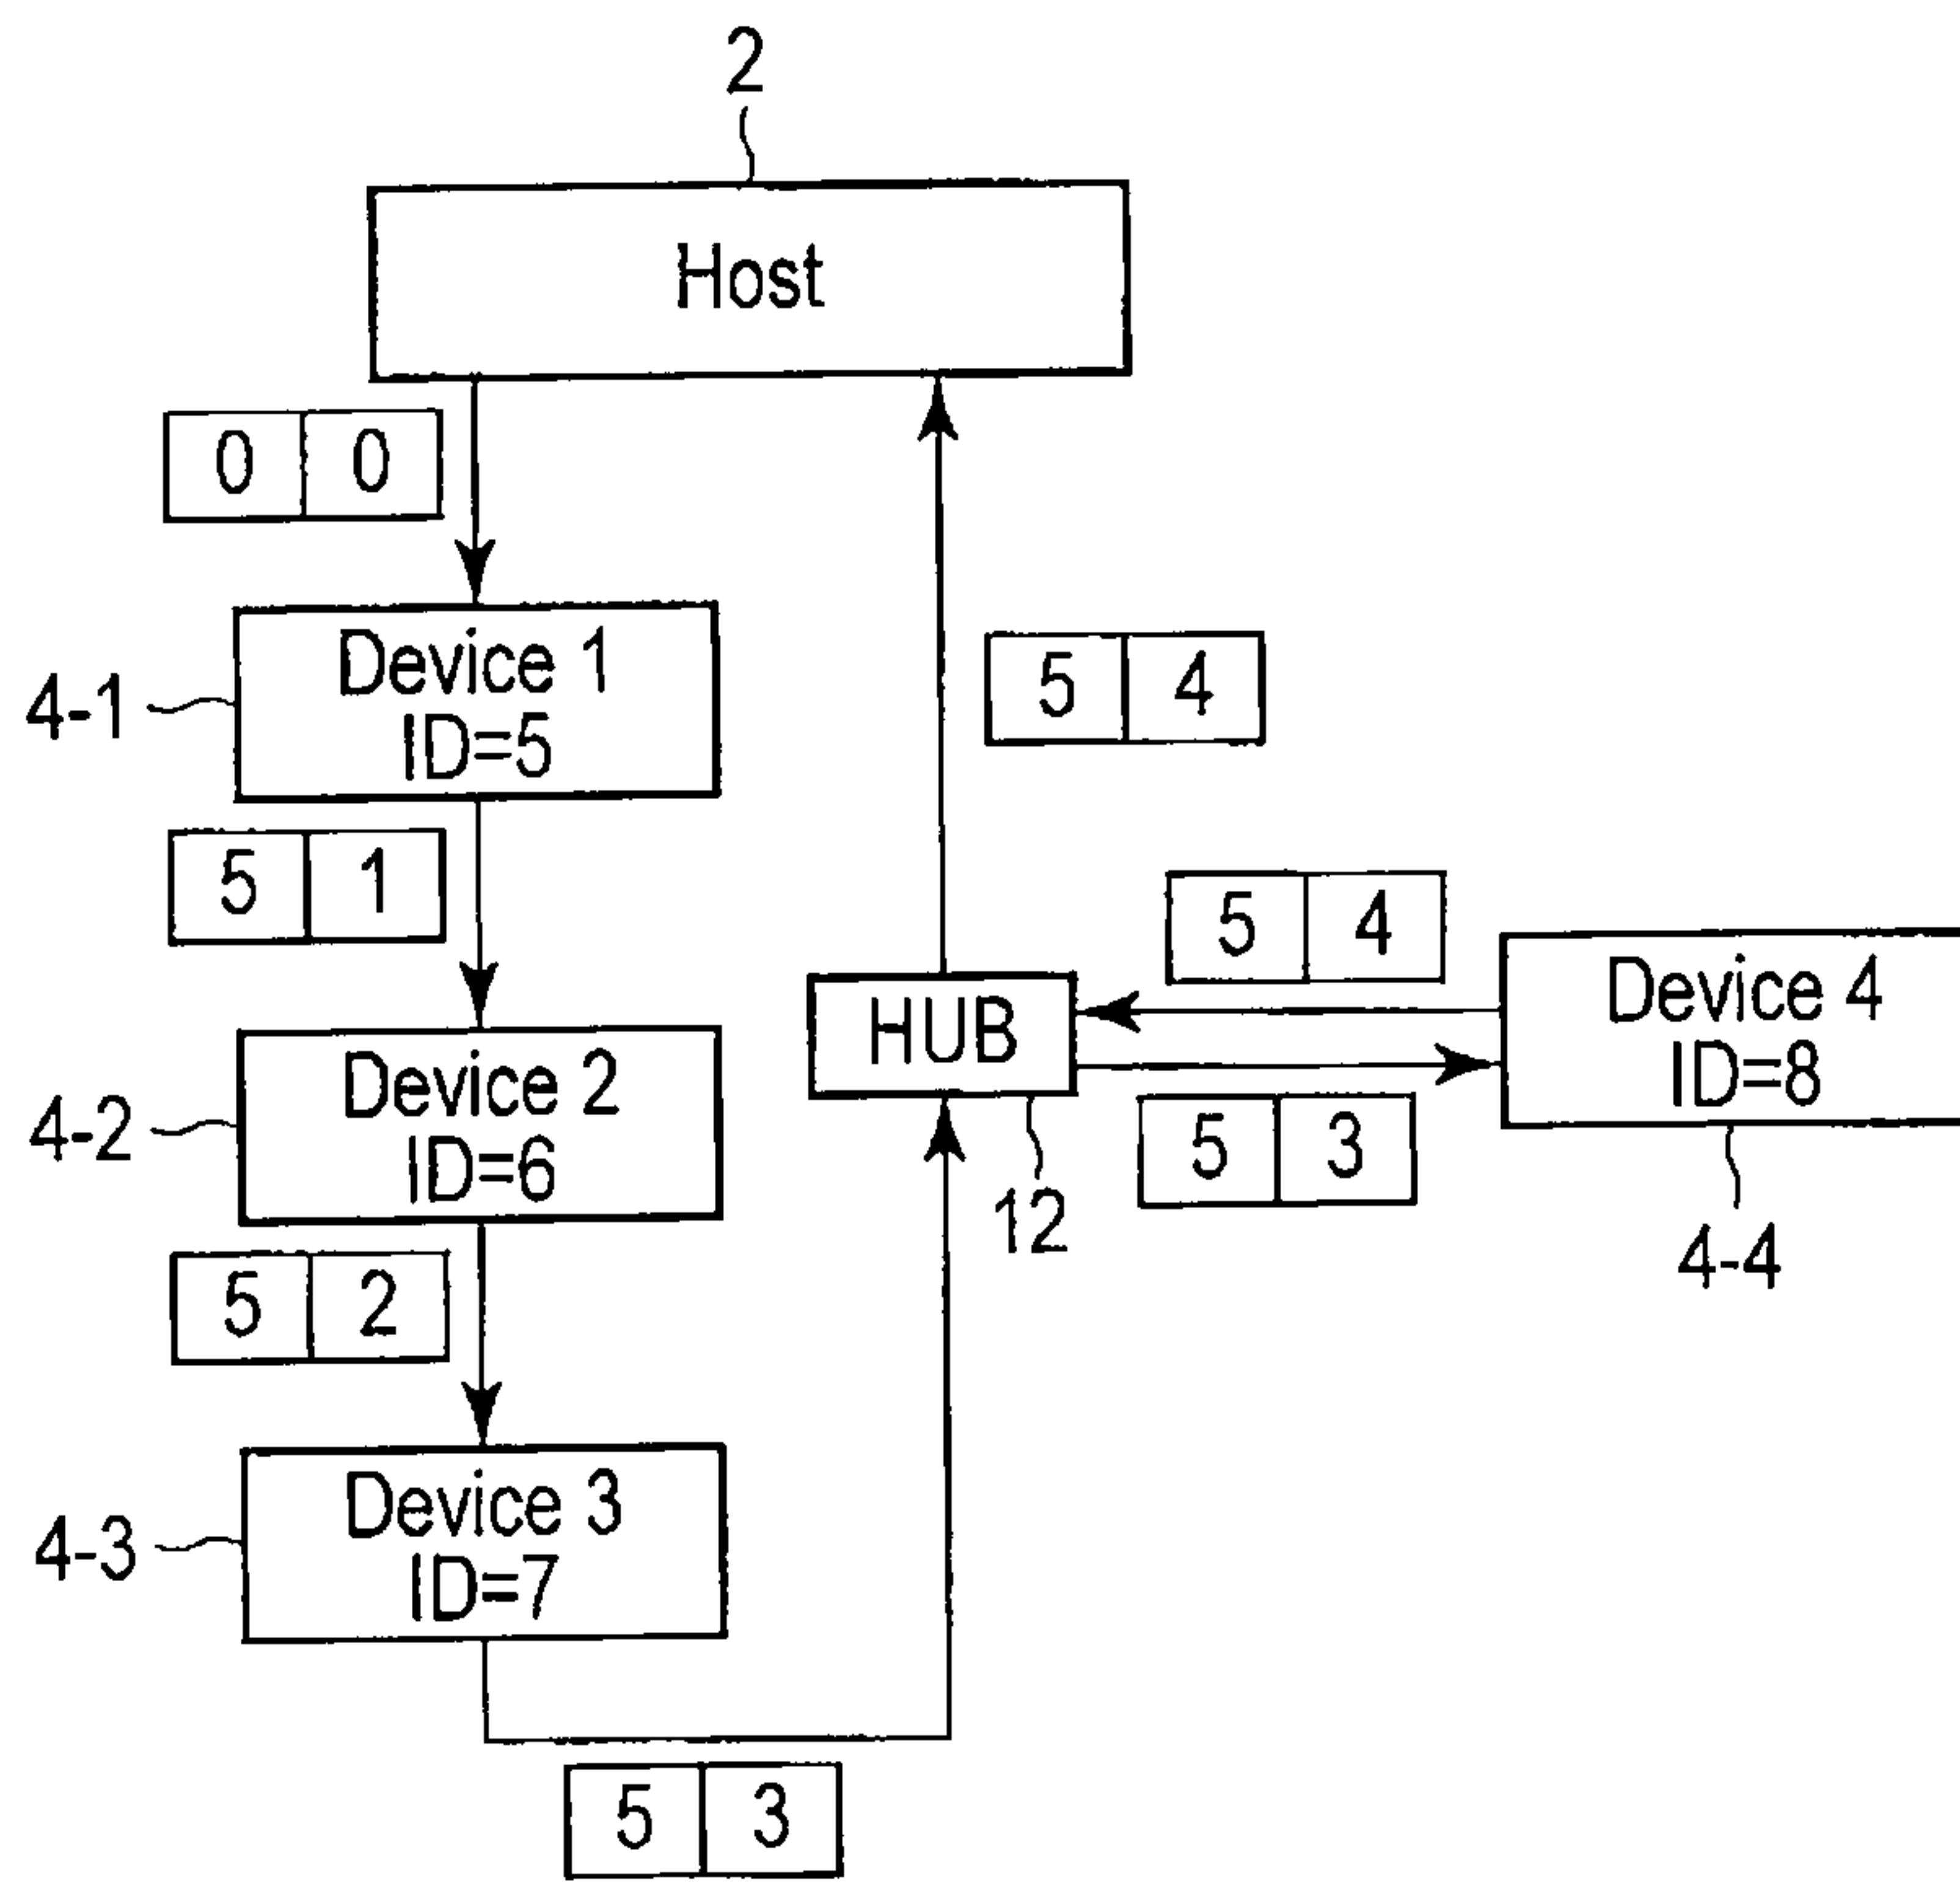 2
Host
0 0
Device 1
ID=5
4-1
5 4
5 1
5 4
Device 4
ID=8
HUB
Device 2
ID=6
4-2
5 3
12
4-4
5 2
Device 3
ID=7
4-3
5 3